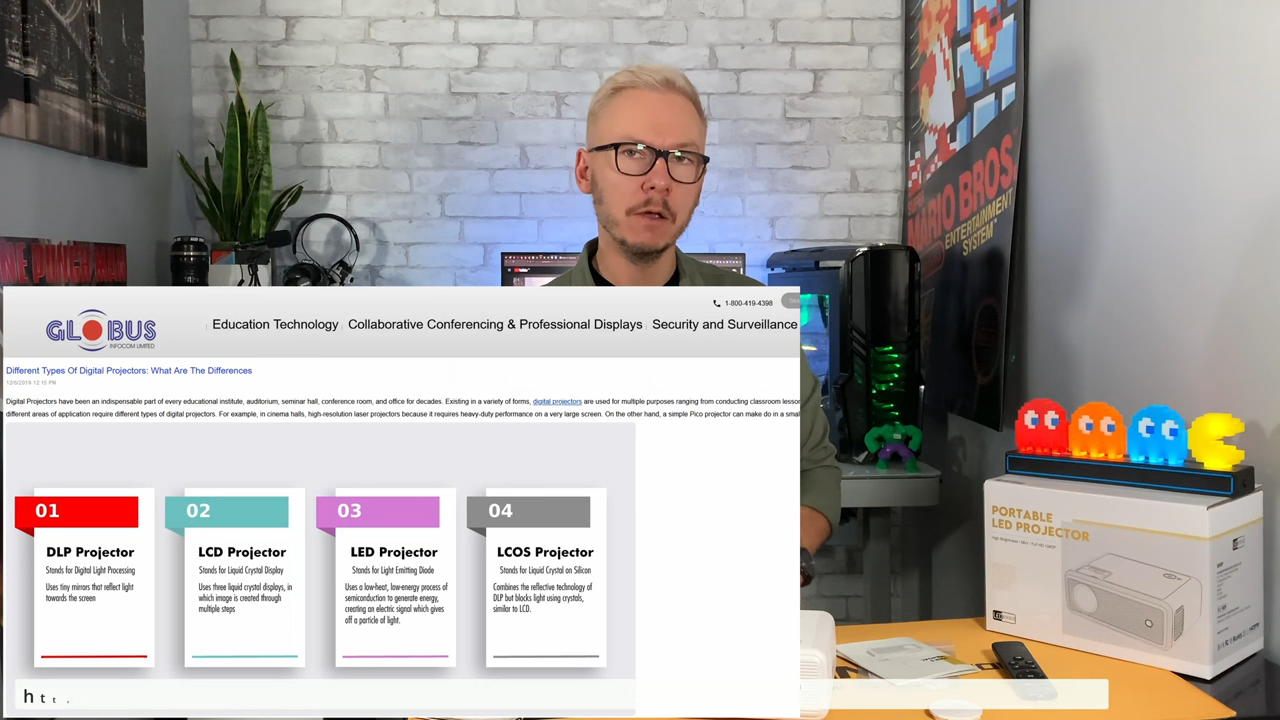 MARIO BROS.
ENTERTAINMENT
SYSTEM™
1-800-419-4398
GLOBUS
INFOCOM LIMITED
Education Technology
Collaborative Conferencing & Professional Displays
Security and Surveillance
Different Types Of Digital Projectors: What Are The Differences
12/6/2019 12:15 PM
Digital Projectors have been an indispensable part of every educational institute, auditorium, seminar hall, conference room, and office for decades. Existing in a variety of forms, digital projectors are used for multiple purposes ranging from conducting classroom lesson
different areas of application require different types of digital projectors. For example, in cinema halls, high-resolution laser projectors because it requires heavy-duty performance on a very large screen. On the other hand, a simple Pico projector can make do in a smal
01
DLP Projector
Stands for Digital Light Processing
Uses tiny mirrors that reflect light
towards the screen
02
LCD Projector
Stands for Liquid Crystal Display
Uses three liquid crystal displays, in
which image is created through
multiple steps
03
LED Projector
Stands for Light Emitting Diode
Uses a low-heat, low-energy process of
semiconduction to generate energy,
creating an electric signal which gives
off a particle of light.
04
LCOS Projector
Stands for Liquid Crystal on Silicon
Combines the reflective technology of
DLP but blocks light using crystals,
similar to LCD.
PORTABLE
LED PROJECTOR
htt.